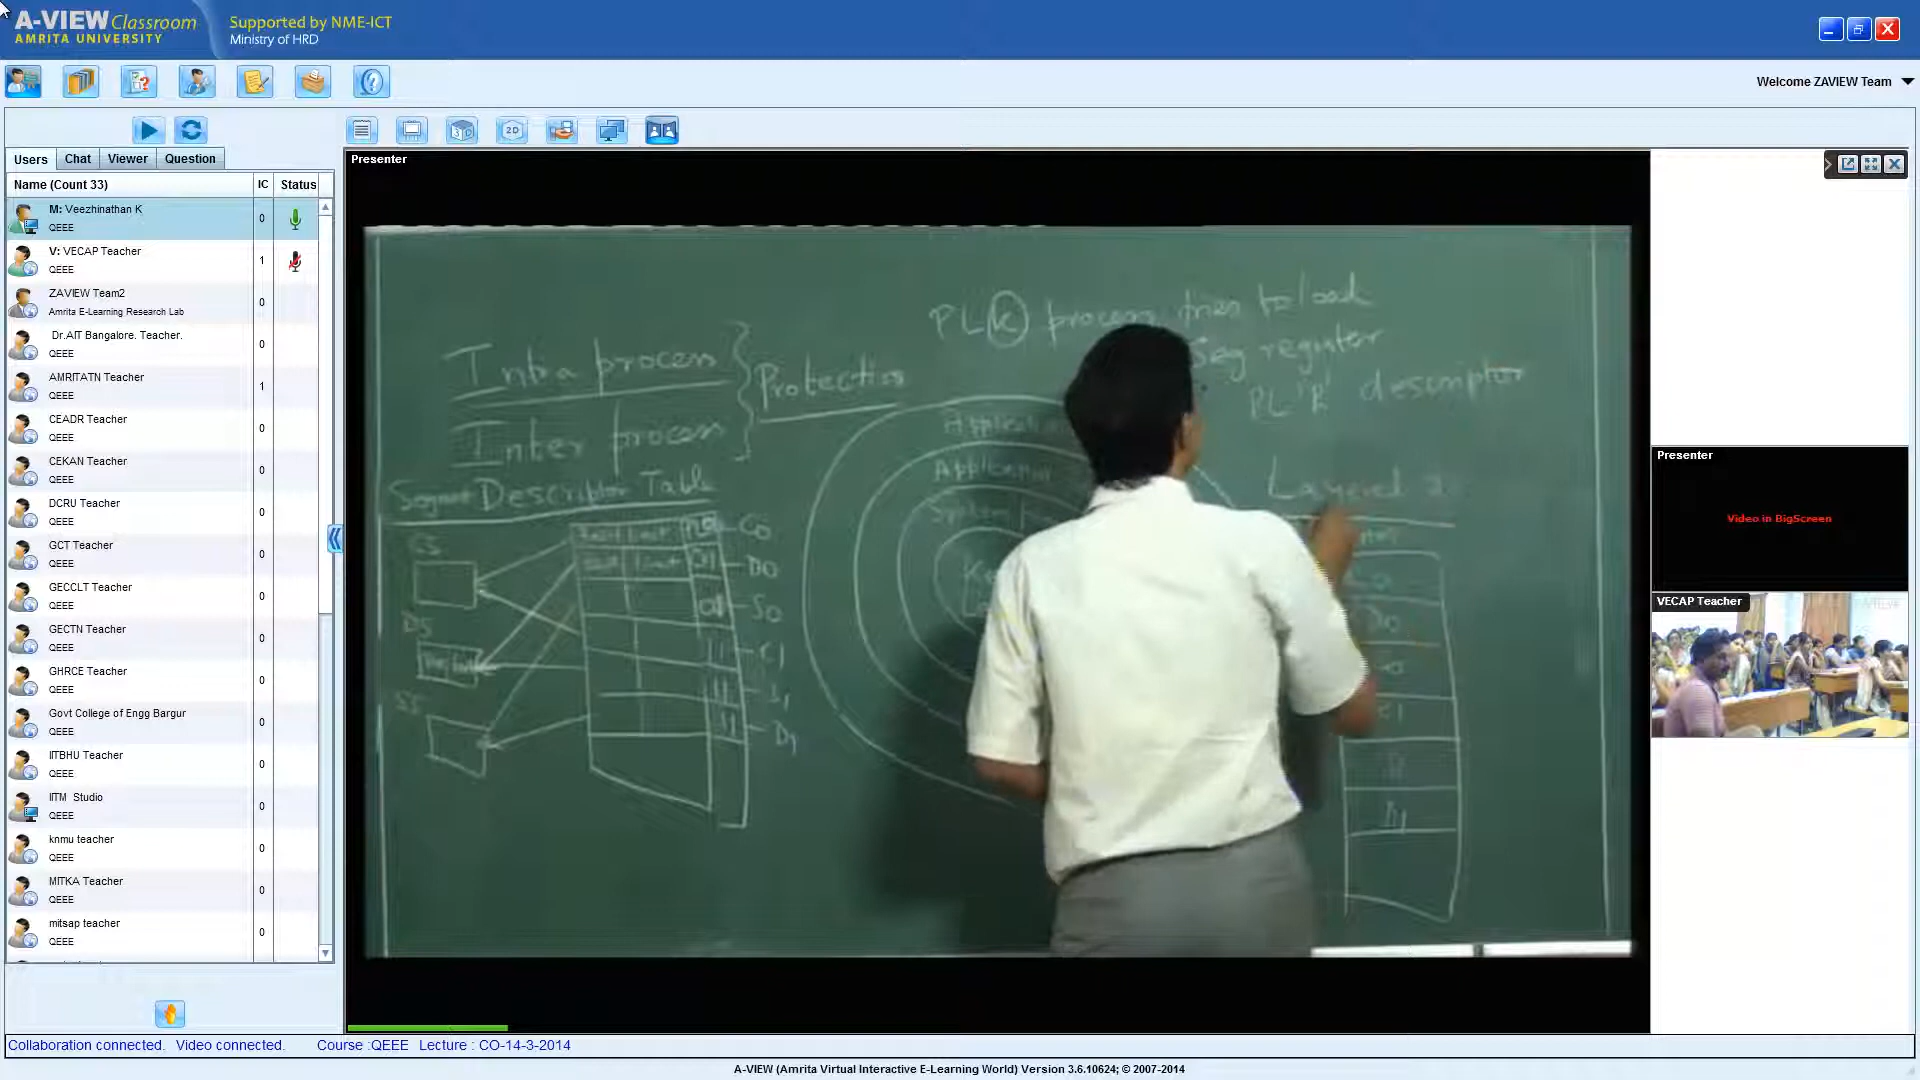 A-VIEW Classroom
AMRITA UNIVERSITY
Supported by NME-ICT
Ministry of HRD
Welcome ZAVIEW Team
3D
2D
Users
Chat
Viewer
Question
Name (Count 33)
IC
Status
M: Veezhinathan K
QEEE
0
V: VECAP Teacher
QEEE
1
ZAVIEW Team2
Amrita E-Learning Research Lab
0
Dr.AIT Bangalore. Teacher.
QEEE
0
AMRITATN Teacher
QEEE
1
CEADR Teacher
QEEE
0
CEKAN Teacher
QEEE
0
DCRU Teacher
QEEE
0
GCT Teacher
QEEE
0
GECCLT Teacher
QEEE
0
GECTN Teacher
QEEE
0
GHRCE Teacher
QEEE
0
Govt College of Engg Bargur
QEEE
0
IITBHU Teacher
QEEE
0
IITM Studio
QEEE
0
knmu teacher
QEEE
0
MITKA Teacher
QEEE
0
mitsap teacher
QEEE
0
Presenter
PL k process tries to load
Seg register
PL 'R' descriptor
Intra process
Inter process
Protection
Segment Descriptor Table
CS
DS
SS
C0
D0
S0
C1
D1
Application
Application
System
Layered
D0
C1
D1
Presenter
Video in BigScreen
VECAP Teacher
Collaboration connected. Video connected. Course :QEEE Lecture : CO-14-3-2014
A-VIEW (Amrita Virtual Interactive E-Learning World) Version 3.6.10624; © 2007-2014